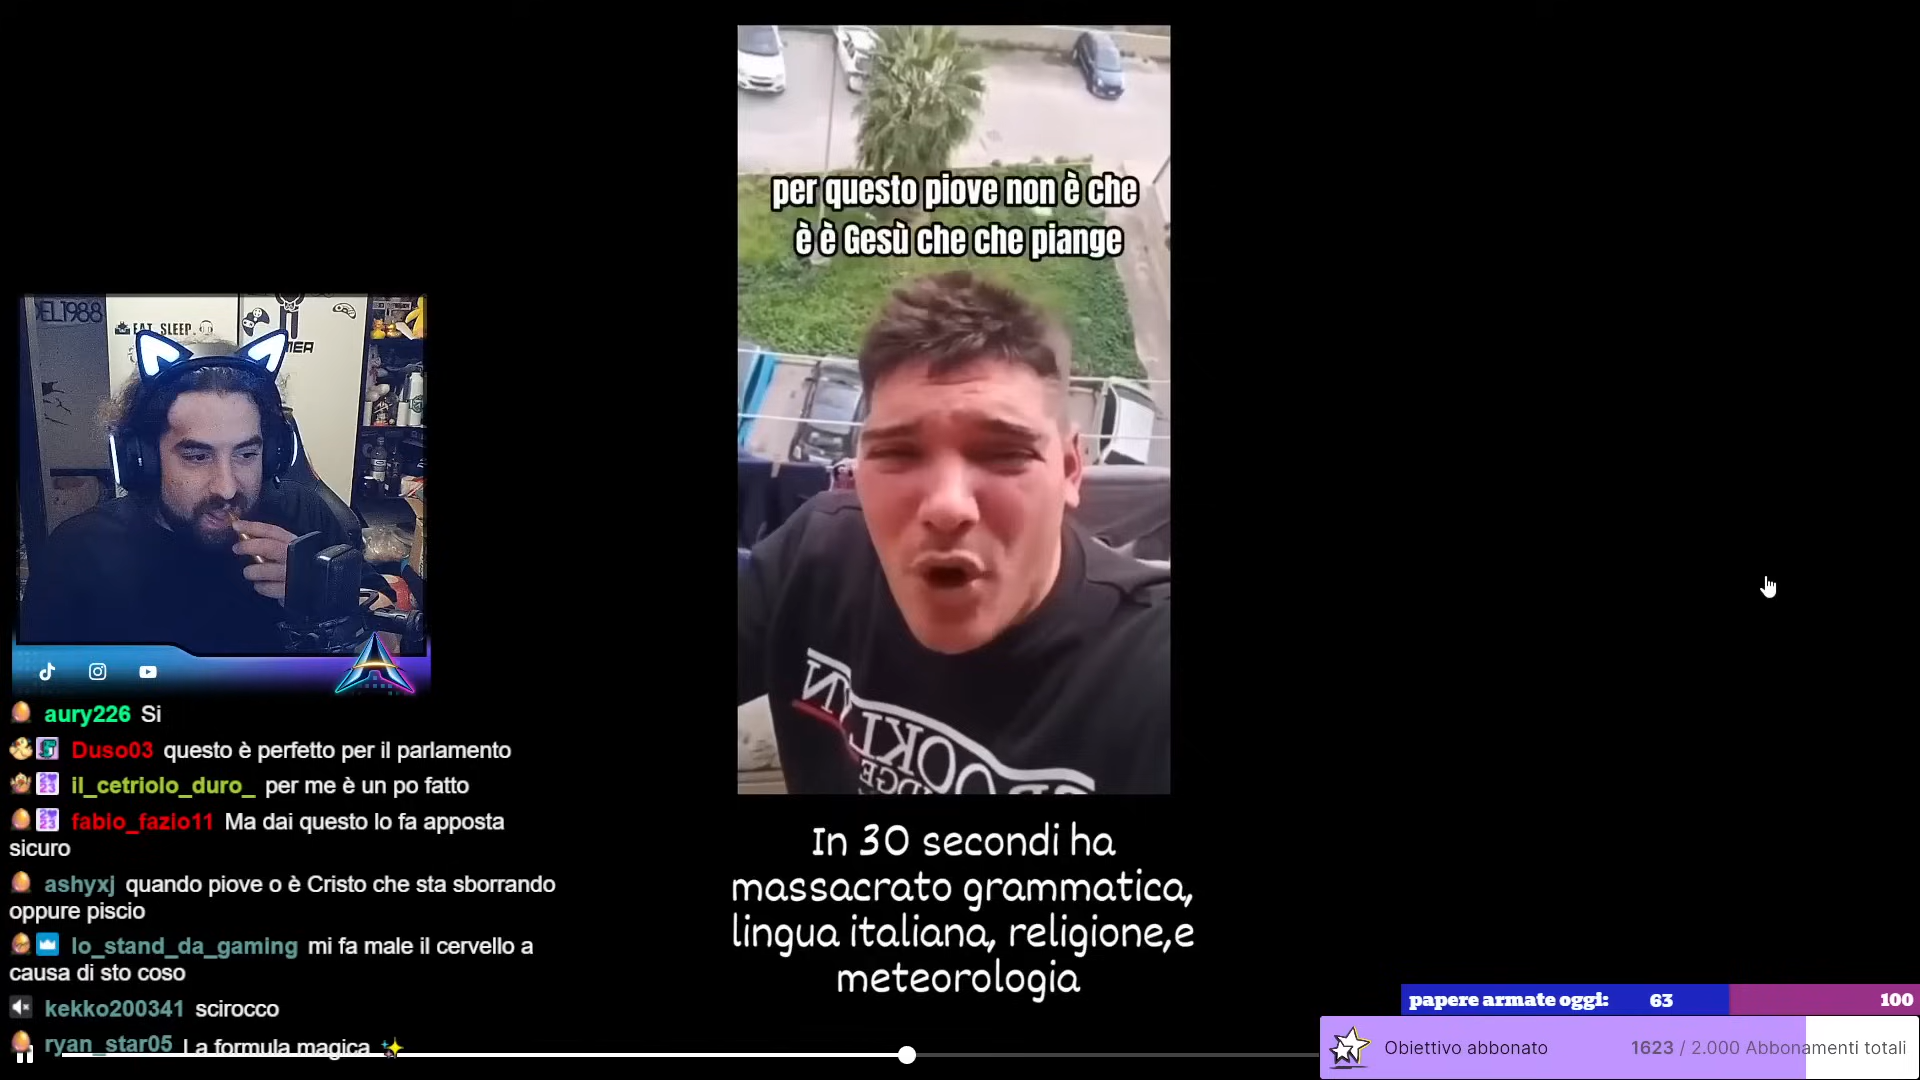 per questo piove non è che
è è Gesù che che piange
EL1988
EAT SLEEP
aury226 Si
Duso03 questo è perfetto per il parlamento
il_cetriolo_duro_ per me è un po fatto
fabio_fazio11 Ma dai questo lo fa apposta
sicuro
ashyxj quando piove o è Cristo che sta sborrando
oppure piscio
lo_stand_da_gaming mi fa male il cervello a
causa di sto coso
kekko200341 scirocco
ryan_star05 La formula magica
In 30 secondi ha
massacrato grammatica,
lingua italiana, religione,e
meteorologia
papere armate oggi: 63 100
Obiettivo abbonato 1623 / 2.000 Abbonamenti totali